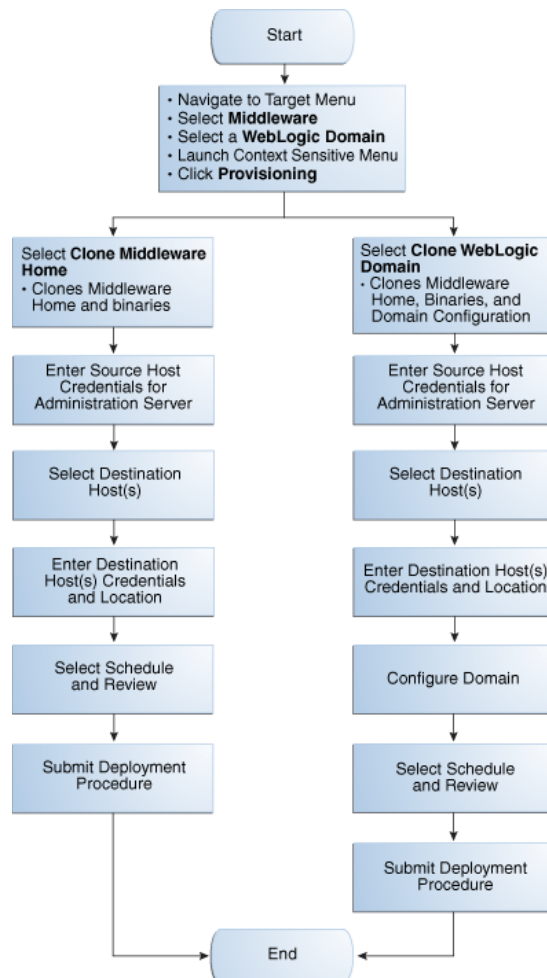 Start
• Navigate to Target Menu
• Select Middleware
• Select a WebLogic Domain
• Launch Context Sensitive Menu
• Click Provisioning
Select Clone Middleware
Home
• Clones Middleware
Home and binaries
Enter Source Host
Credentials for
Administration Server
Select Destination
Host(s)
Enter Destination
Host(s) Credentials
and Location
Select Schedule
and Review
Submit Deployment
Procedure
Select Clone WebLogic
Domain
• Clones Middleware
Home, Binaries, and
Domain Configuration
Enter Source Host
Credentials for
Administration Server
Select Destination
Host(s)
Enter Destination Host(s)
Credentials and Location
Configure Domain
Select Schedule
and Review
Submit Deployment
Procedure
End